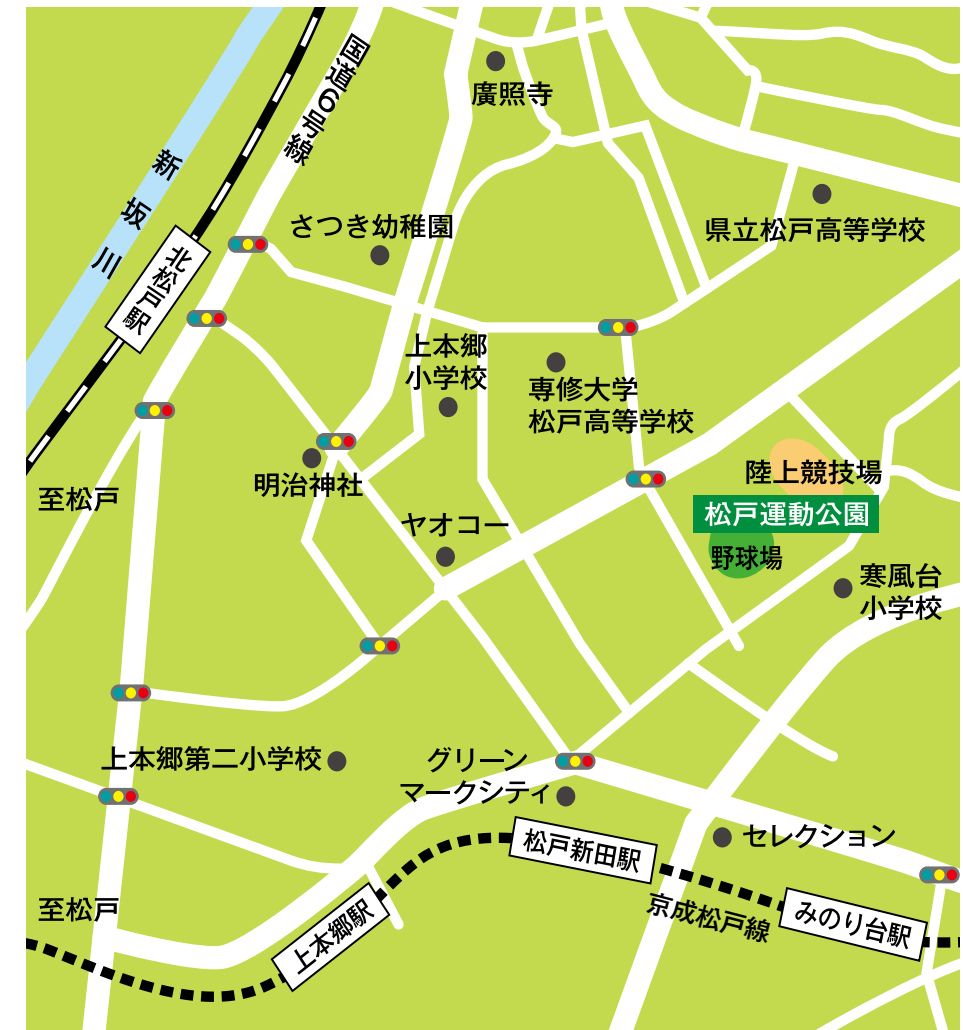 国道6号線
廣照寺
新坂川
県立松戸高等学校
さつき幼稚園
北松戸駅
上本郷
小学校
専修大学
松戸高等学校
明治神社
至松戸
陸上競技場
松戸運動公園
野球場
ヤオコー
寒風台
小学校
上本郷第二小学校
グリーン
マークシティ
セレクション
松戸新田駅
至松戸
上本郷駅
京成松戸線
みのり台駅